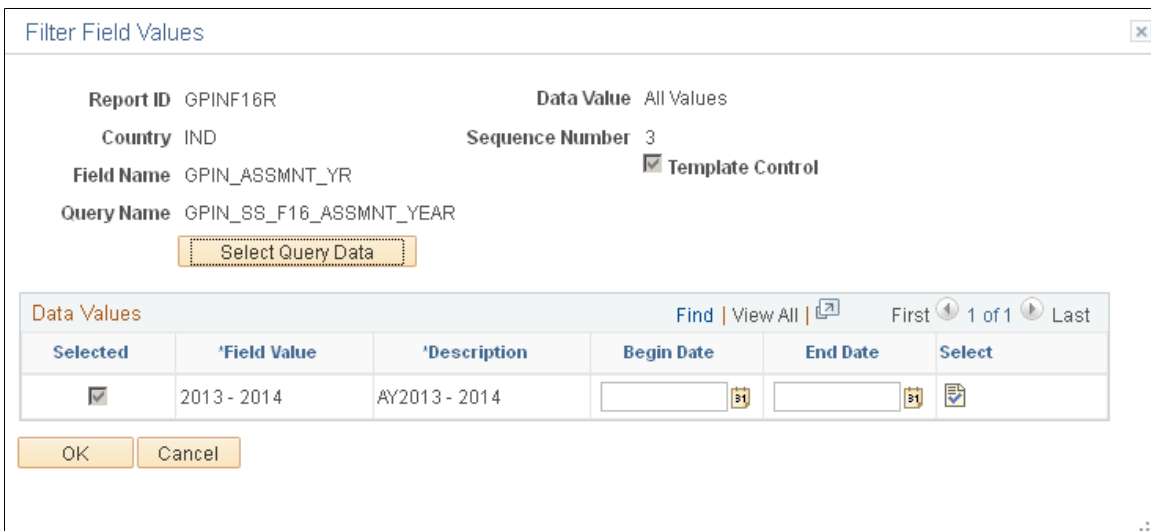 Filter Field Values
Report ID GPINF16R Data Value All Values
Country IND Sequence Number 3
Template Control
Field Name GPIN_ASSMNT_YR
Query Name GPIN_SS_F16_ASSMNT_YEAR
Select Query Data
Data Values Find | View All | First 1 of 1 Last
Selected *Field Value *Description Begin Date End Date Select
2013 - 2014 AY2013 - 2014 31 31
OK Cancel